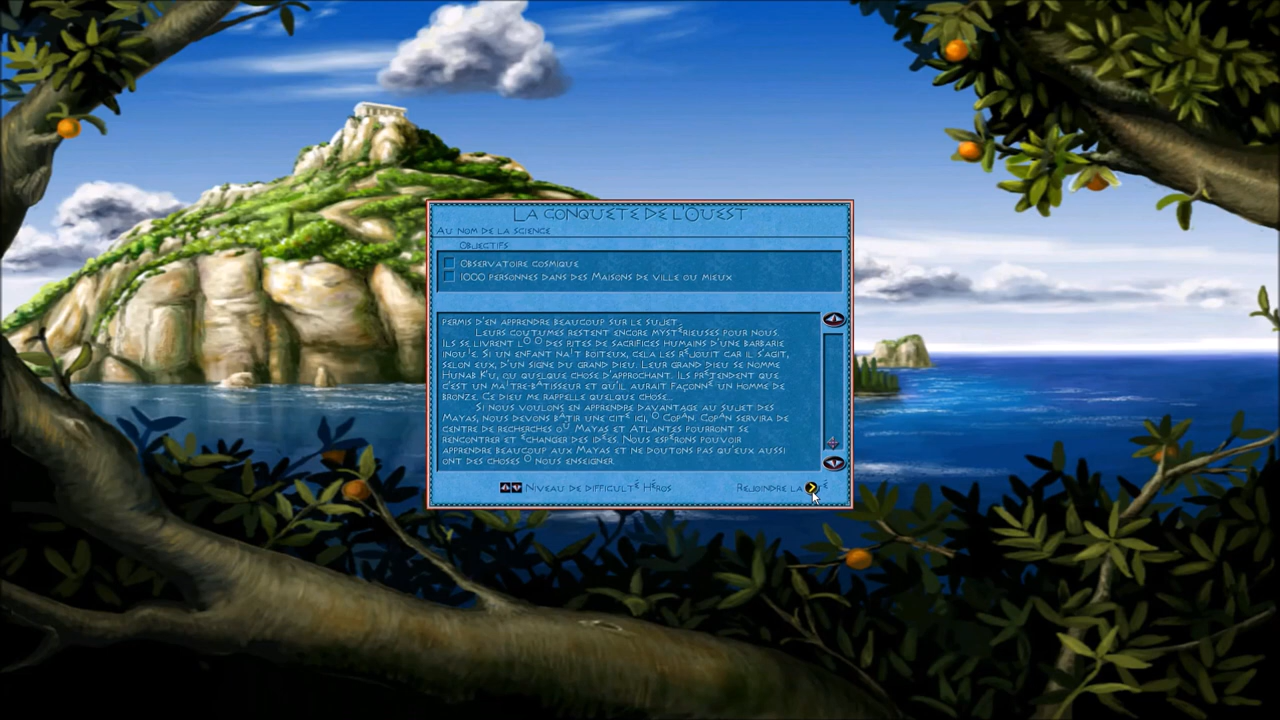 La conquête de l'Ouest
Au nom de la science
Objectifs
Observatoire cosmique
1000 personnes dans des Maisons de ville ou mieux
permis d'en apprendre beaucoup sur le sujet.
Leurs coutumes restent encore mystérieuses pour nous.
Ils se livrent des rites de sacrifices humains d'une barbarie
inou'e. Si un enfant na't boiteux, cela les réjouit car il s'agit,
selon eux, d'un signe du grand dieu. Leur grand dieu se nomme
Hunab K'u, ou quelque chose d'approchant. Ils prétendent que
c'est un ma'tre-bâtisseur et qu'il aurait façonné un homme de
bronze. Ce dieu me rappelle quelque chose...
Si nous voulons en apprendre davantage au sujet des
Mayas, nous devons bâtir une cité ici, Copán. Copán servira de
centre de recherches où Mayas et Atlantes pourront se
rencontrer et échanger des idées. Nous espérons pouvoir
apprendre beaucoup aux Mayas et ne doutons pas qu'eux aussi
ont des choses nous enseigner.
Niveau de difficulté Héros
Rejoindre la